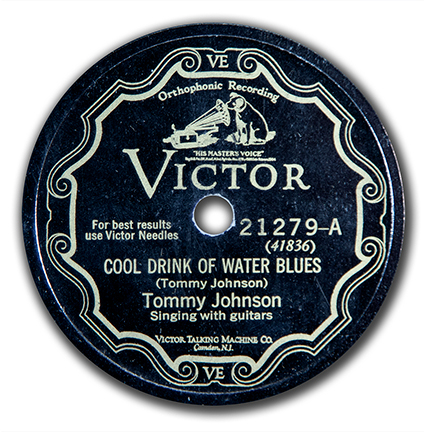 VE
Orthophonic Recording
"HIS MASTER'S VOICE"
VICTOR
For best results
use Victor Needles
21279-A
(41836)
COOL DRINK OF WATER BLUES
(Tommy Johnson)
Tommy Johnson
Singing with guitars
VICTOR TALKING MACHINE CO.
Camden, N.J.
VE